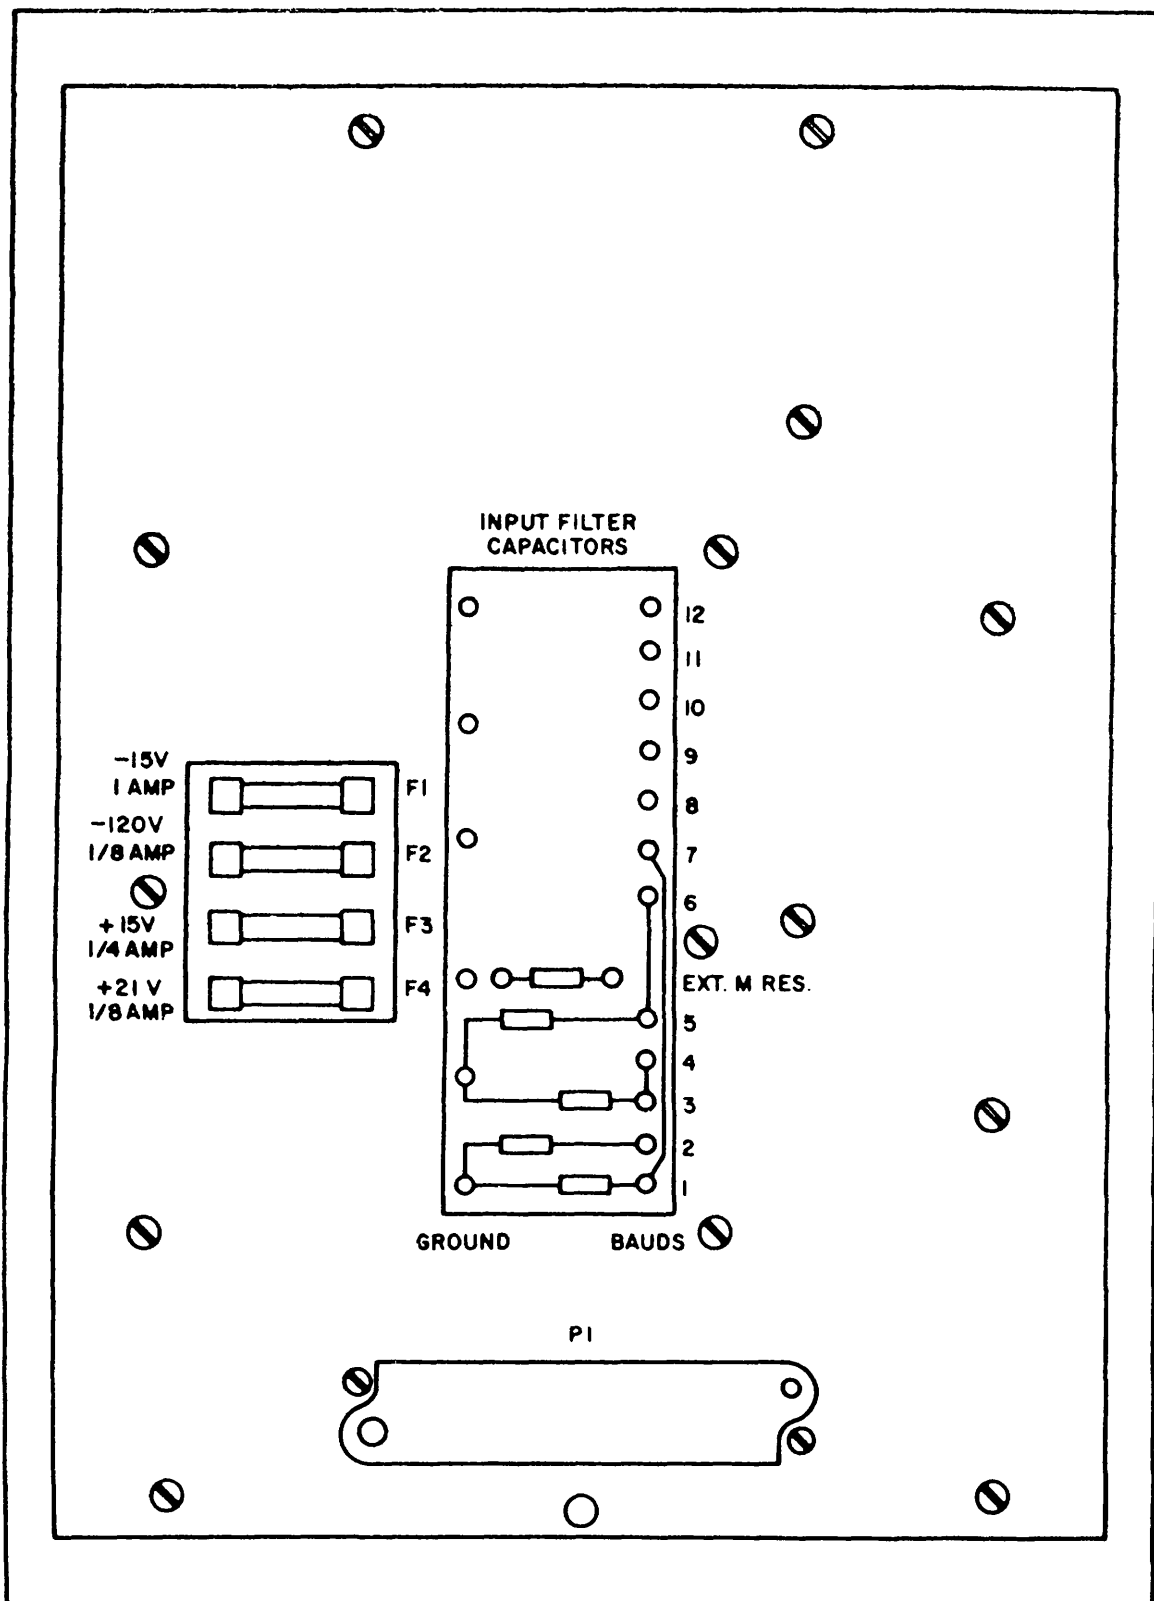 INPUT FILTER
CAPACITORS
12
11
10
9
8
7
6
EXT. M RES.
5
4
3
2
1
GROUND
BAUDS
-15V
1 AMP
F1
-120V
1/8 AMP
F2
+15V
1/4 AMP
F3
+21 V
1/8 AMP
F4
P1